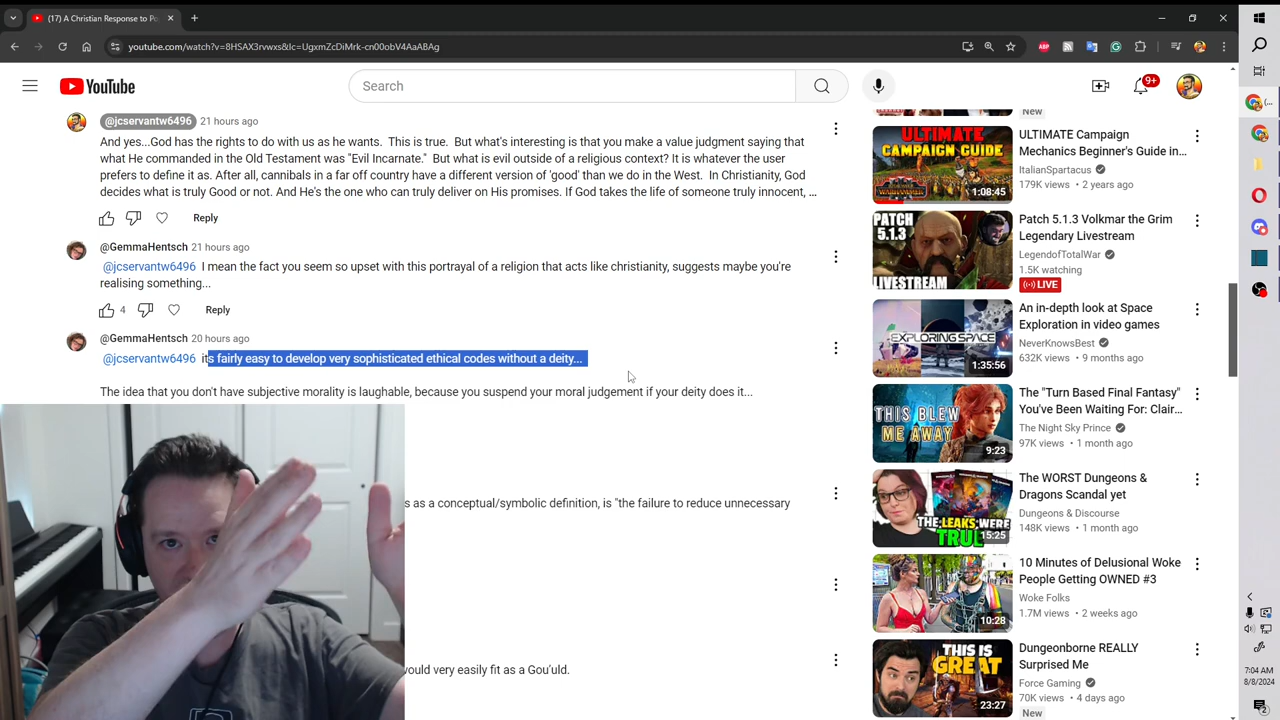 (17) A Christian Response to Po
youtube.com/watch?v=8HSAX3rvwxs&lc=UgxmZcDiMrk-cn00obV4AaABAg
YouTube
Search
9+
@jcservantw6496 21 hours ago
And yes...God has the rights to do with us as he wants. This is true. But what's interesting is that you make a value judgment saying that
what He commanded in the Old Testament was "Evil Incarnate." But what is evil outside of a religious context? It is whatever the user
prefers to define it as. After all, cannibals in a far off country have a different version of 'good' than we do in the West. In Christianity, God
decides what is truly Good or not. And He's the one who can truly deliver on His promises. If God takes the life of someone truly innocent, ...
Reply
@GemmaHentsch 21 hours ago
@jcservantw6496 I mean the fact you seem so upset with this portrayal of a religion that acts like christianity, suggests maybe you're
realising something...
4 Reply
@GemmaHentsch 20 hours ago
@jcservantw6496 its fairly easy to develop very sophisticated ethical codes without a deity...
The idea that you don't have subjective morality is laughable, because you suspend your moral judgement if your deity does it...
s as a conceptual/symbolic definition, is "the failure to reduce unnecessary
would very easily fit as a Gou'uld.
New
ULTIMATE
CAMPAIGN GUIDE
1:08:45
ULTIMATE Campaign
Mechanics Beginner's Guide in...
ItalianSpartacus
179K views • 2 years ago
PATCH
5.1.3
VOLKMAR
LIVESTREAM
Patch 5.1.3 Volkmar the Grim
Legendary Livestream
LegendofTotalWar
1.5K watching
LIVE
EXPLORING SPACE
1:35:56
An in-depth look at Space
Exploration in video games
NeverKnowsBest
632K views • 9 months ago
THIS BLEW
ME AWAY
9:23
The "Turn Based Final Fantasy"
You've Been Waiting For: Clair...
The Night Sky Prince
97K views • 1 month ago
THE LEAKS WERE
TRUE
15:25
The WORST Dungeons &
Dragons Scandal yet
Dungeons & Discourse
148K views • 1 month ago
10:28
10 Minutes of Delusional Woke
People Getting OWNED #3
Woke Folks
1.7M views • 2 weeks ago
THIS IS
GREAT
23:27
Dungeonborne REALLY
Surprised Me
Force Gaming
70K views • 4 days ago
New
7:04 AM
8/8/2024
2